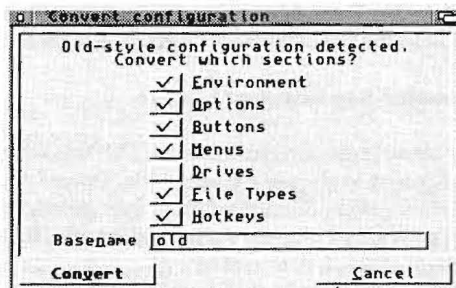 Convert configuration
Old-style configuration detected.
Convert which sections?
Environment
Options
Buttons
Menus
Drives
File Types
Hotkeys
Basename old
Convert Cancel